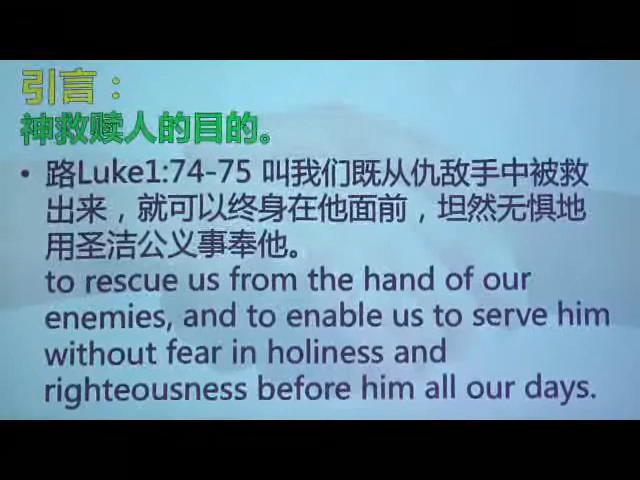 引言：
神救赎人的目的。
• 路Luke1:74-75 叫我们既从仇敌手中被救
出来，就可以终身在他面前，坦然无惧地
用圣洁公义事奉他。
to rescue us from the hand of our
enemies, and to enable us to serve him
without fear in holiness and
righteousness before him all our days.